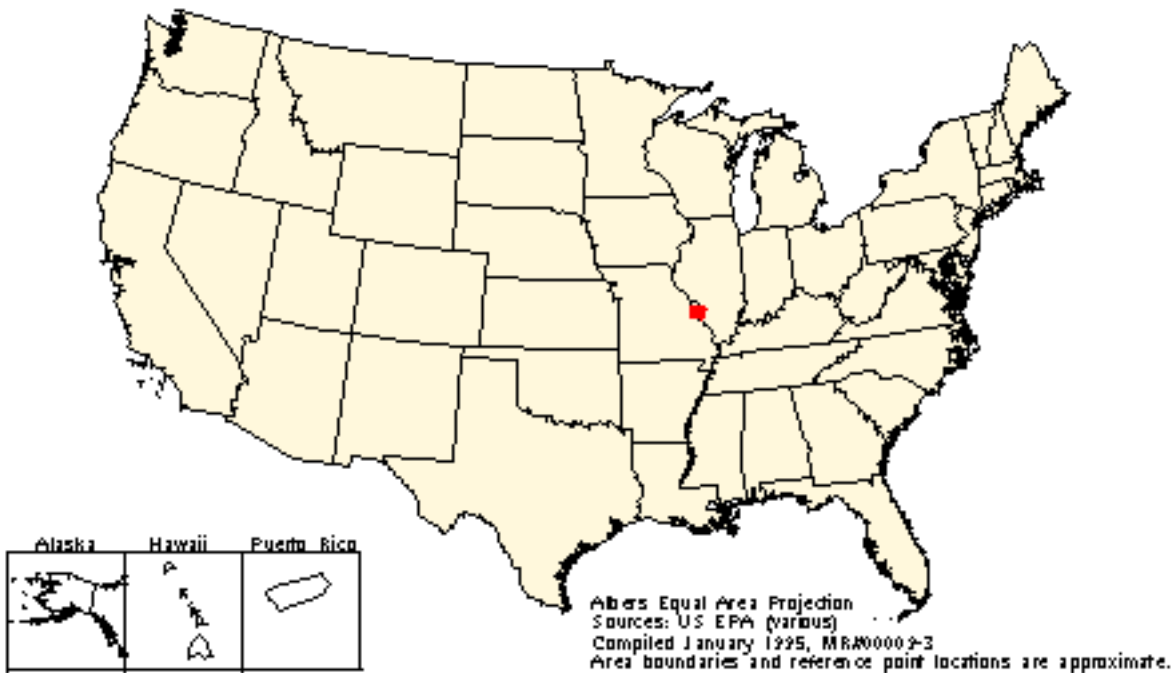 Alaska
Hawaii
Puerto Rico
Albers Equal Area Projection
Sources: US EPA (various)
Compiled January 1995, MR#00009-3
Area boundaries and reference point locations are approximate.